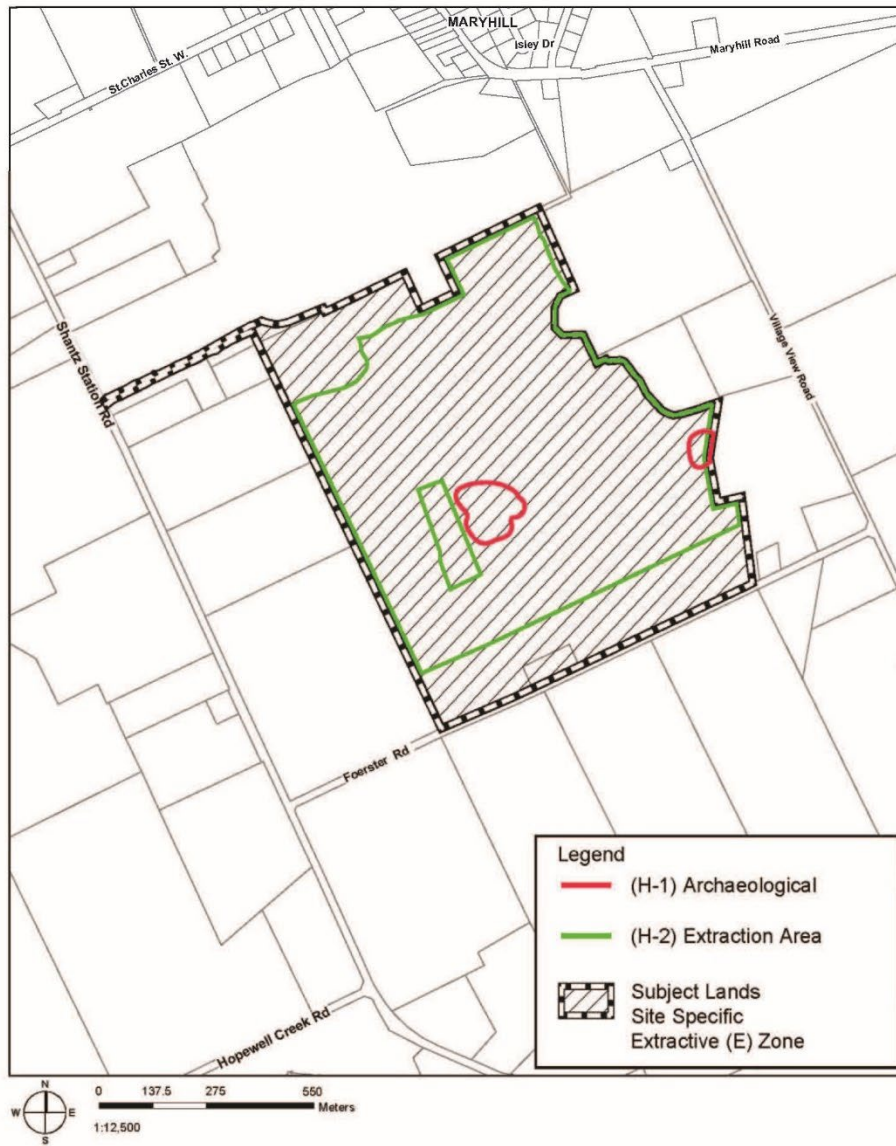 MARYHILL
Isley Dr
Maryhill Road
St.Charles St. W.
Shantz Station Rd
Village View Road
Foerster Rd
Hopewell Creek Rd
Legend
(H-1) Archaeological
(H-2) Extraction Area
Subject Lands
Site Specific
Extractive (E) Zone
N
W E
S
0 137.5 275 550
Meters
1:12,500